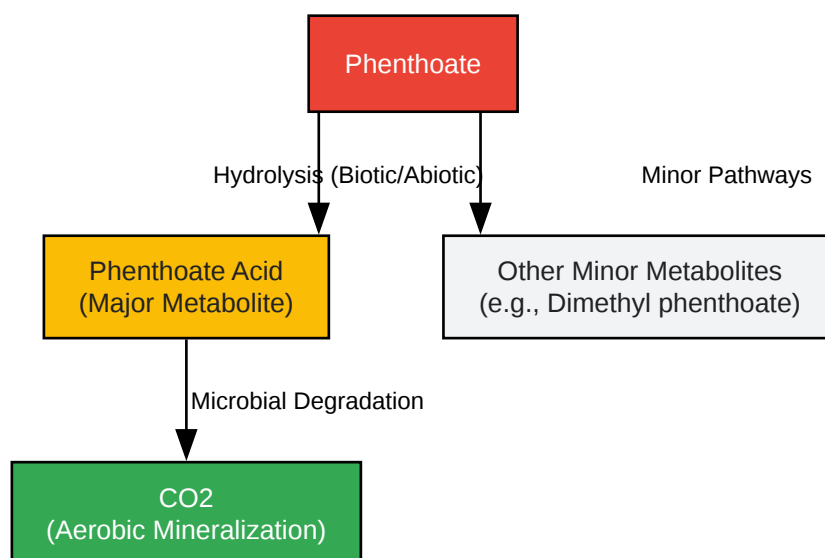 Phenthoate
Hydrolysis (Biotic/Abiotic)
Minor Pathways
Phenthoate Acid
(Major Metabolite)
Other Minor Metabolites
(e.g., Dimethyl phenthoate)
Microbial Degradation
CO2
(Aerobic Mineralization)